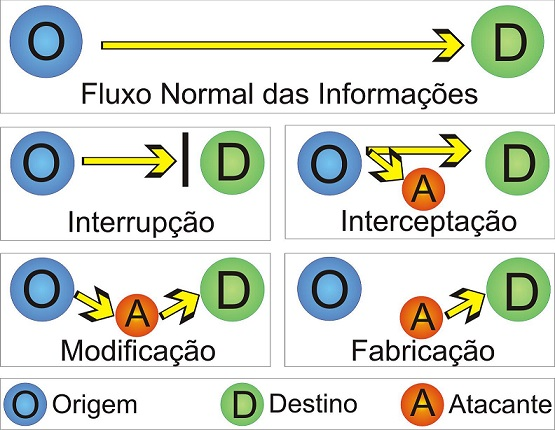 O D
Fluxo Normal das Informações
O D
Interrupção
O A D
Interceptação
O A D
Modificação
O A D
Fabricação
O Origem
D Destino
A Atacante